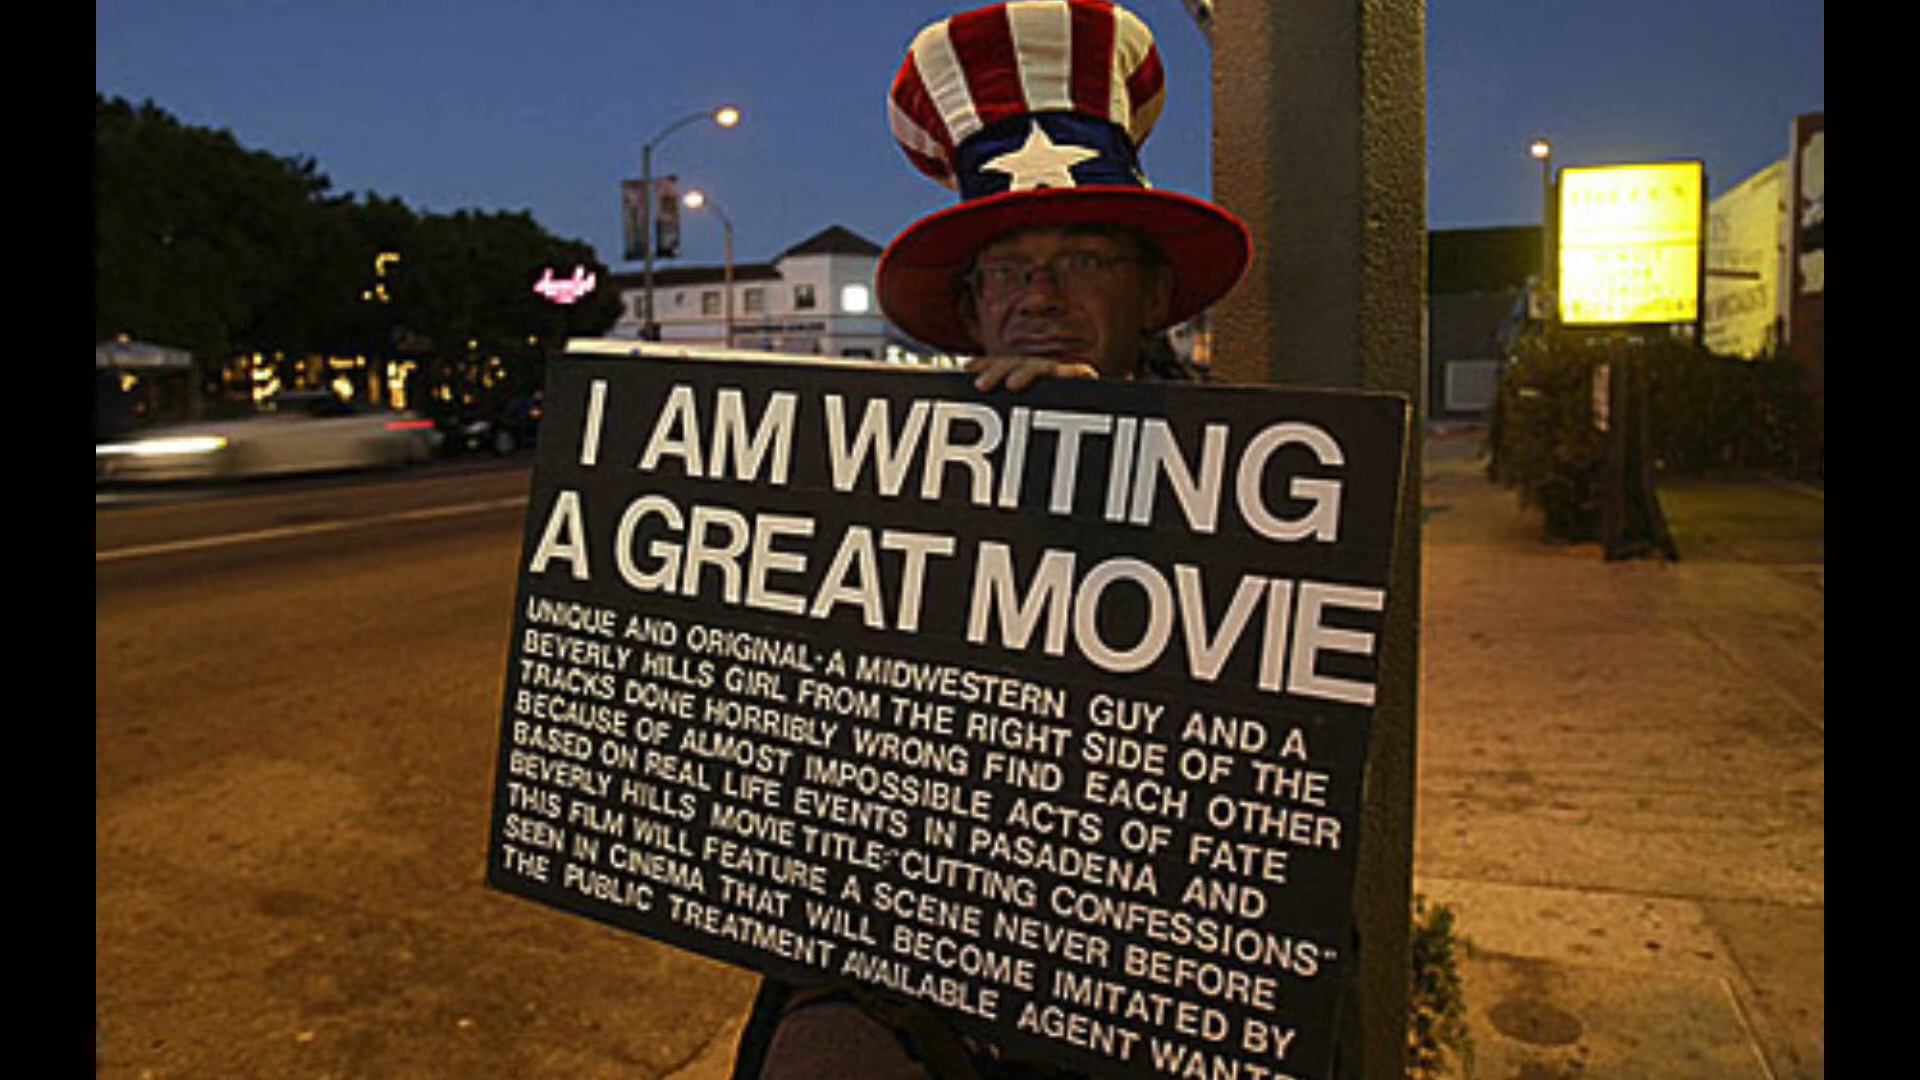 I AM WRITING
A GREAT MOVIE
UNIQUE AND ORIGINAL·A MIDWESTERN GUY AND A
BEVERLY HILLS GIRL FROM THE RIGHT SIDE OF THE
TRACKS DONE HORRIBLY WRONG FIND EACH OTHER
BECAUSE OF ALMOST IMPOSSIBLE ACTS OF FATE
BASED ON REAL LIFE EVENTS IN PASADENA AND
BEVERLY HILLS MOVIE TITLE:"CUTTING CONFESSIONS"
THIS FILM WILL FEATURE A SCENE NEVER BEFORE
SEEN IN CINEMA THAT WILL BECOME IMITATED BY
THE PUBLIC TREATMENT AVAILABLE AGENT WANTE